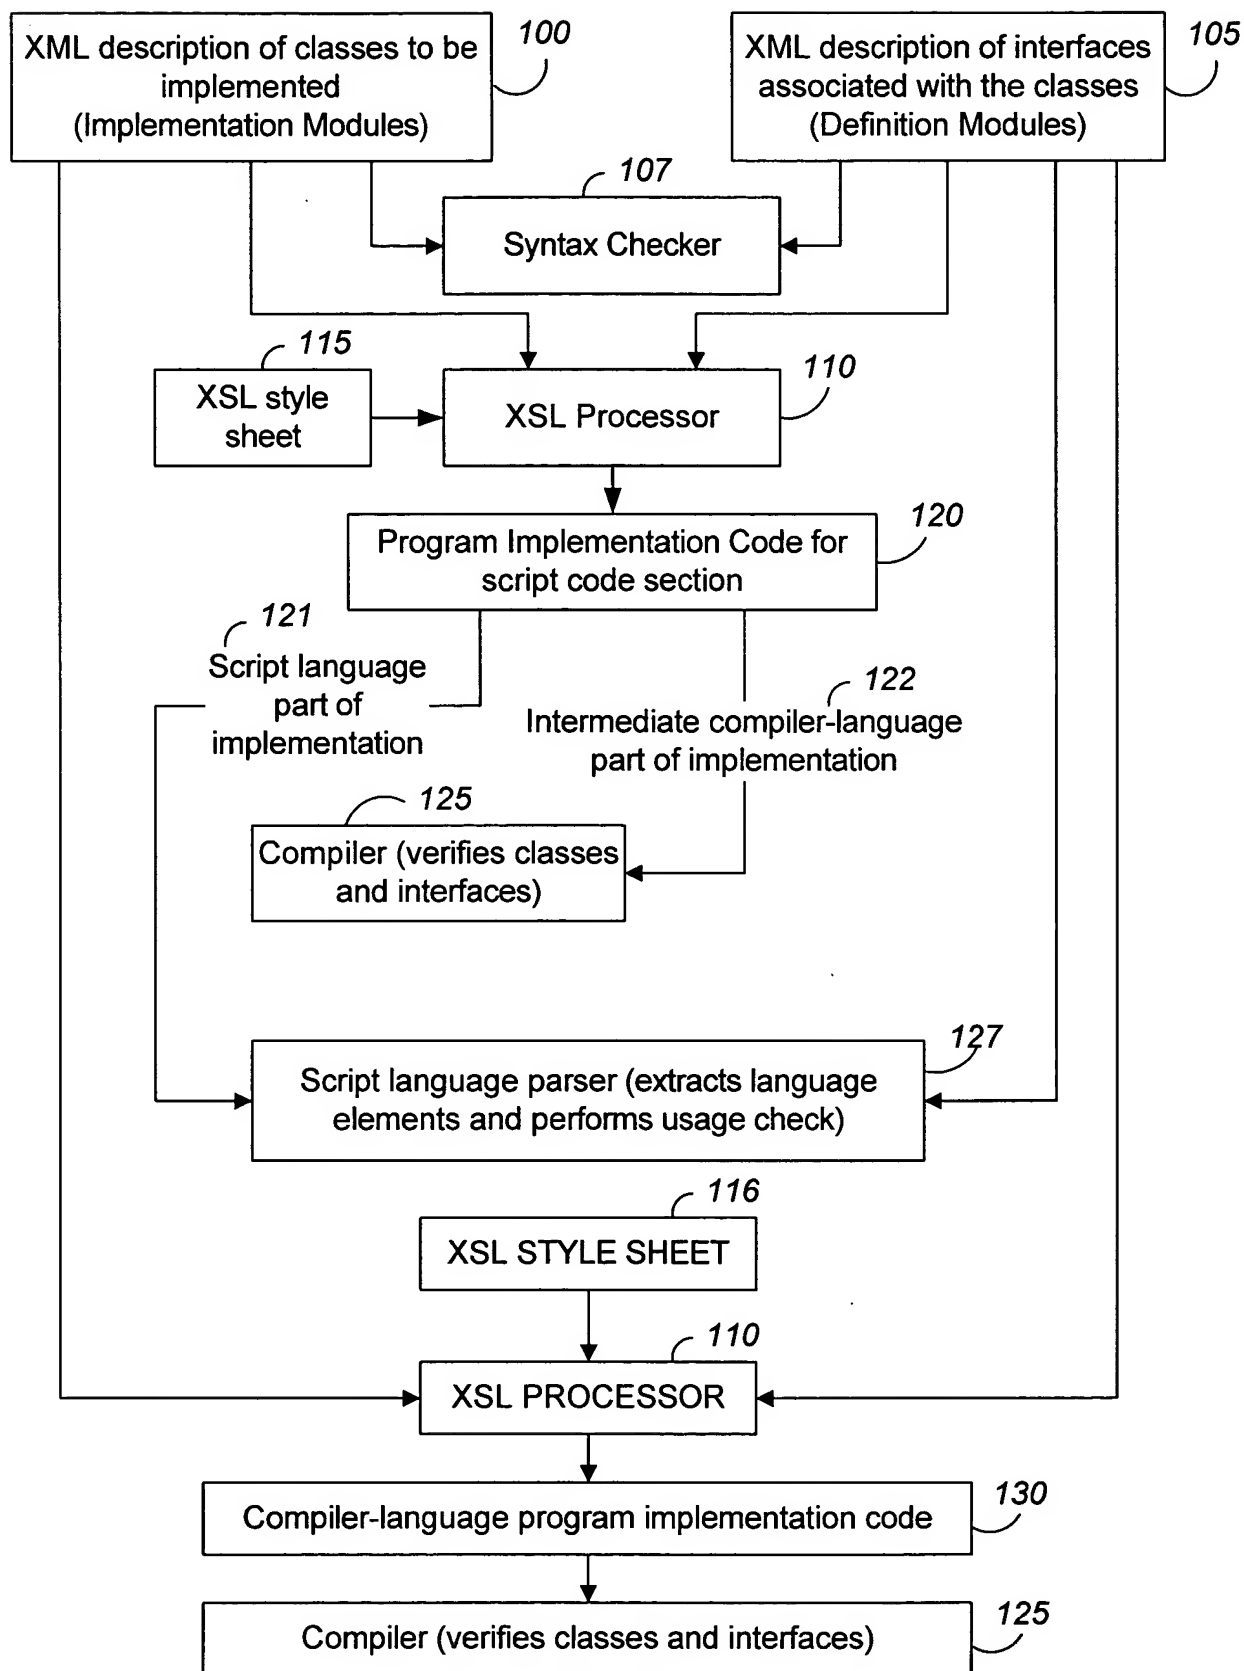 XML description of classes to be
implemented
(Implementation Modules)
100
XML description of interfaces
associated with the classes
(Definition Modules)
105
107
Syntax Checker
115
XSL style
sheet
XSL Processor
110
Program Implementation Code for
script code section
120
121
Script language
part of
implementation
122
Intermediate compiler-language
part of implementation
125
Compiler (verifies classes
and interfaces)
127
Script language parser (extracts language
elements and performs usage check)
116
XSL STYLE SHEET
110
XSL PROCESSOR
Compiler-language program implementation code
130
Compiler (verifies classes and interfaces)
125